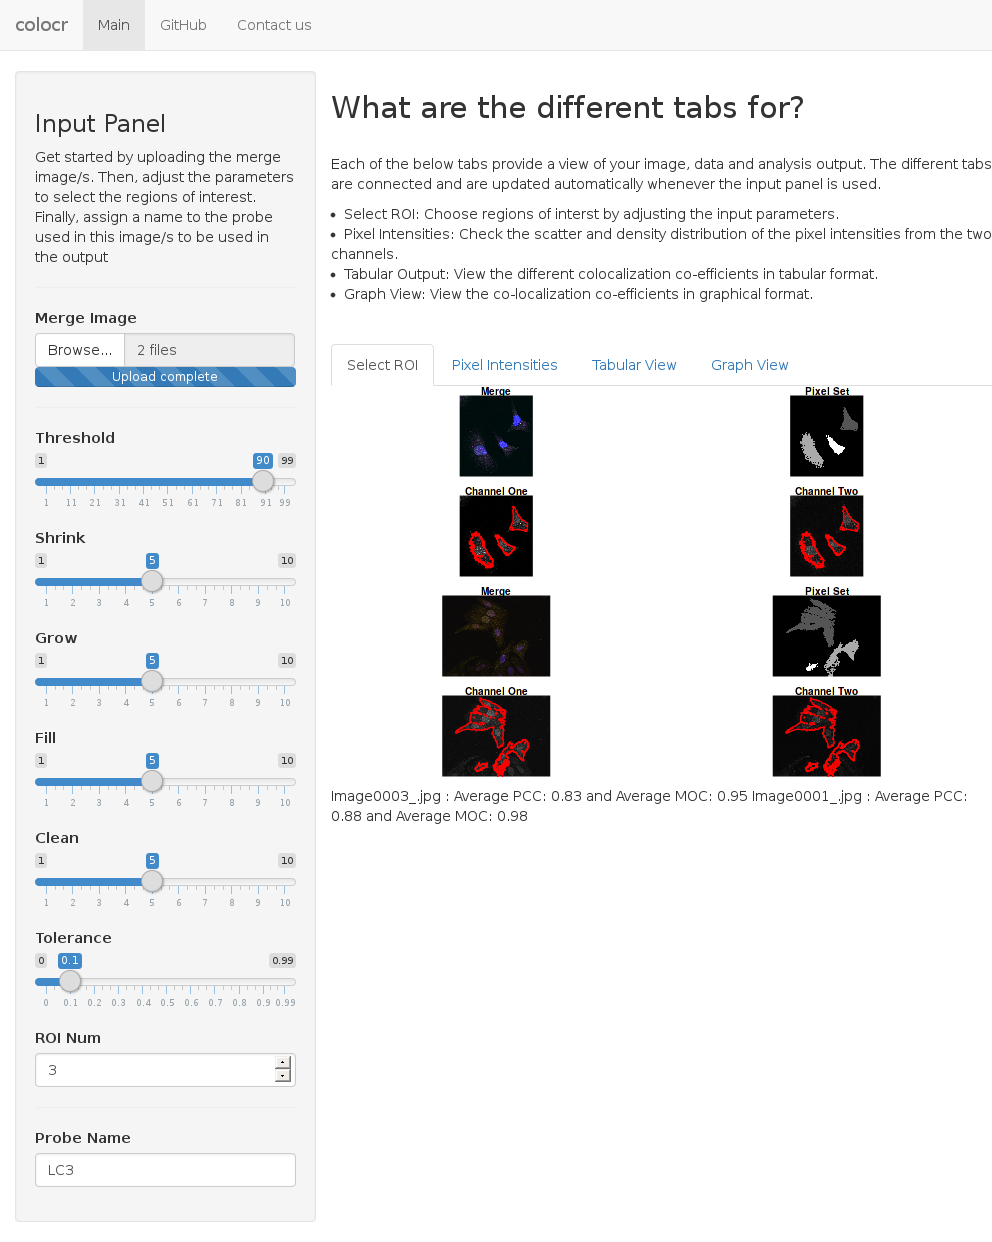 colocr Main GitHub Contact us
Input Panel
Get started by uploading the merge
image/s. Then, adjust the parameters
to select the regions of interest.
Finally, assign a name to the probe
used in this image/s to be used in
the output
Merge Image
Browse... 2 files
Upload complete
Threshold
1 90 99
1 11 21 31 41 51 61 71 81 91 99
Shrink
1 5 10
1 2 3 4 5 6 7 8 9 10
Grow
1 5 10
1 2 3 4 5 6 7 8 9 10
Fill
1 5 10
1 2 3 4 5 6 7 8 9 10
Clean
1 5 10
1 2 3 4 5 6 7 8 9 10
Tolerance
0 0.1 0.99
0 0.1 0.2 0.3 0.4 0.5 0.6 0.7 0.8 0.9 0.99
ROI Num
3
Probe Name
LC3
What are the different tabs for?
Each of the below tabs provide a view of your image, data and analysis output. The different tabs
are connected and are updated automatically whenever the input panel is used.
• Select ROI: Choose regions of interst by adjusting the input parameters.
• Pixel Intensities: Check the scatter and density distribution of the pixel intensities from the two
channels.
• Tabular Output: View the different colocalization co-efficients in tabular format.
• Graph View: View the co-localization co-efficients in graphical format.
Select ROI Pixel Intensities Tabular View Graph View
Merge Pixel Set
Channel One Channel Two
Merge Pixel Set
Channel One Channel Two
Image0003_.jpg : Average PCC: 0.83 and Average MOC: 0.95 Image0001_.jpg : Average PCC:
0.88 and Average MOC: 0.98